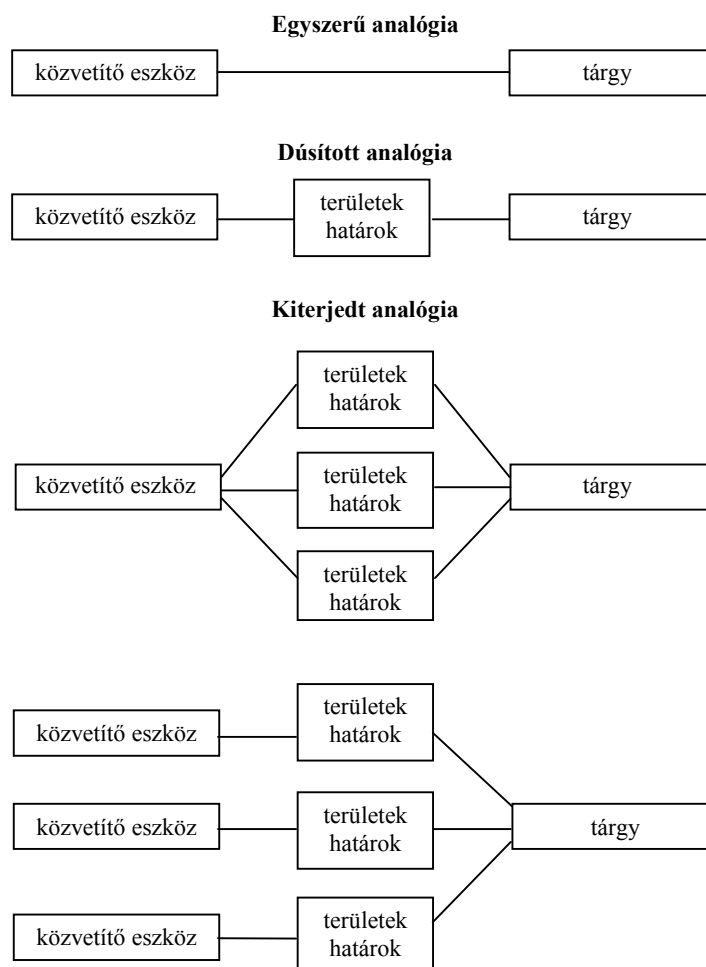 Egyszerű analógia
közvetítő eszköz
tárgy
Dúsított analógia
közvetítő eszköz
területek
határok
tárgy
Kiterjedt analógia
területek
határok
közvetítő eszköz
területek
határok
tárgy
területek
határok
közvetítő eszköz
területek
határok
közvetítő eszköz
területek
határok
tárgy
közvetítő eszköz
területek
határok